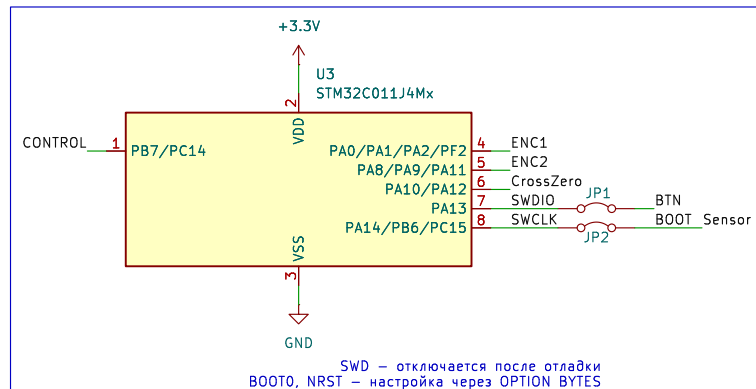 +3.3V
U3
STM32C011J4Mx
2
VDD
CONTROL 1 PB7/PC14
PA0/PA1/PA2/PF2 4 ENC1
PA8/PA9/PA11 5 ENC2
PA10/PA12 6 CrossZero
PA13 7 SWDIO JP1 BTN
PA14/PB6/PC15 8 SWCLK JP2 BOOT Sensor
VSS
3
GND
SWD – отключается после отладки
BOOT0, NRST – настройка через OPTION BYTES